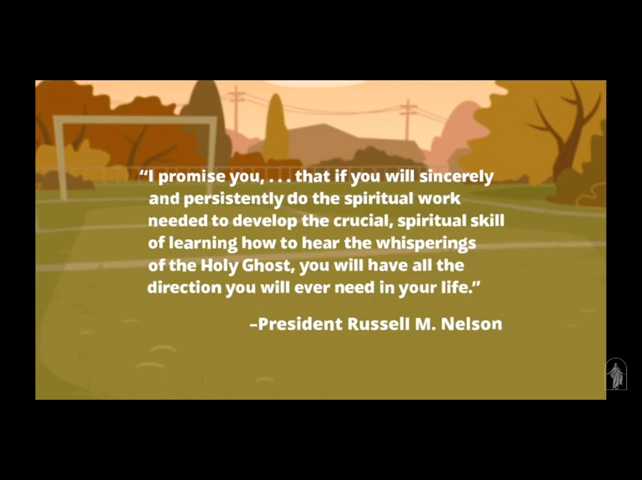 “I promise you, . . . that if you will sincerely
and persistently do the spiritual work
needed to develop the crucial, spiritual skill
of learning how to hear the whisperings
of the Holy Ghost, you will have all the
direction you will ever need in your life.”
–President Russell M. Nelson